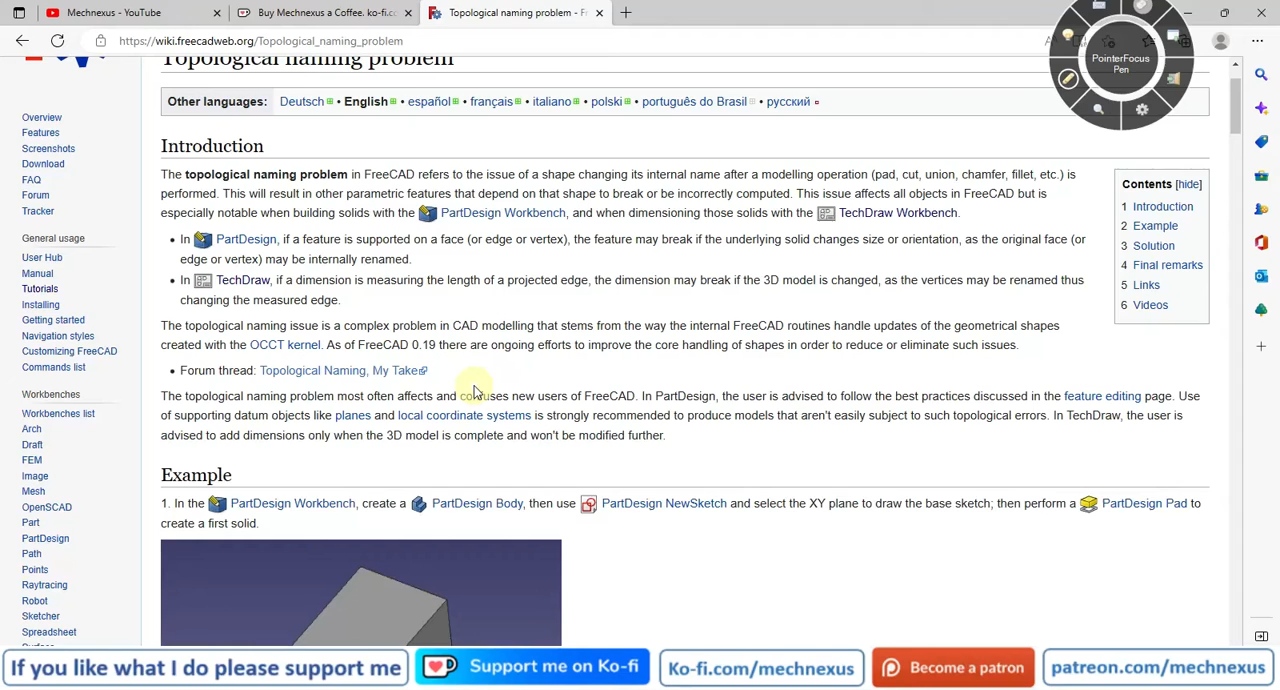 Mechnexus - YouTube
Buy Mechnexus a Coffee. ko-fi.cc
Topological naming problem - Fr
https://wiki.freecadweb.org/Topological_naming_problem
PointerFocus
Pen
Topological naming problem
Other languages: Deutsch • English • español • français • italiano • polski • português do Brasil • русский
Overview
Features
Screenshots
Download
FAQ
Forum
Tracker
General usage
User Hub
Manual
Tutorials
Installing
Getting started
Navigation styles
Customizing FreeCAD
Commands list
Workbenches
Workbenches list
Arch
Draft
FEM
Image
Mesh
OpenSCAD
Part
PartDesign
Path
Points
Raytracing
Robot
Sketcher
Spreadsheet
Introduction
The topological naming problem in FreeCAD refers to the issue of a shape changing its internal name after a modelling operation (pad, cut, union, chamfer, fillet, etc.) is
performed. This will result in other parametric features that depend on that shape to break or be incorrectly computed. This issue affects all objects in FreeCAD but is
especially notable when building solids with the PartDesign Workbench, and when dimensioning those solids with the TechDraw Workbench.
• In PartDesign, if a feature is supported on a face (or edge or vertex), the feature may break if the underlying solid changes size or orientation, as the original face (or
edge or vertex) may be internally renamed.
• In TechDraw, if a dimension is measuring the length of a projected edge, the dimension may break if the 3D model is changed, as the vertices may be renamed thus
changing the measured edge.
The topological naming issue is a complex problem in CAD modelling that stems from the way the internal FreeCAD routines handle updates of the geometrical shapes
created with the OCCT kernel. As of FreeCAD 0.19 there are ongoing efforts to improve the core handling of shapes in order to reduce or eliminate such issues.
• Forum thread: Topological Naming, My Take
The topological naming problem most often affects and confuses new users of FreeCAD. In PartDesign, the user is advised to follow the best practices discussed in the feature editing page. Use
of supporting datum objects like planes and local coordinate systems is strongly recommended to produce models that aren't easily subject to such topological errors. In TechDraw, the user is
advised to add dimensions only when the 3D model is complete and won't be modified further.
Contents [hide]
1 Introduction
2 Example
3 Solution
4 Final remarks
5 Links
6 Videos
Example
1. In the PartDesign Workbench, create a PartDesign Body, then use PartDesign NewSketch and select the XY plane to draw the base sketch; then perform a PartDesign Pad to
create a first solid.
If you like what I do please support me
Support me on Ko-fi
Ko-fi.com/mechnexus
Become a patron
patreon.com/mechnexus